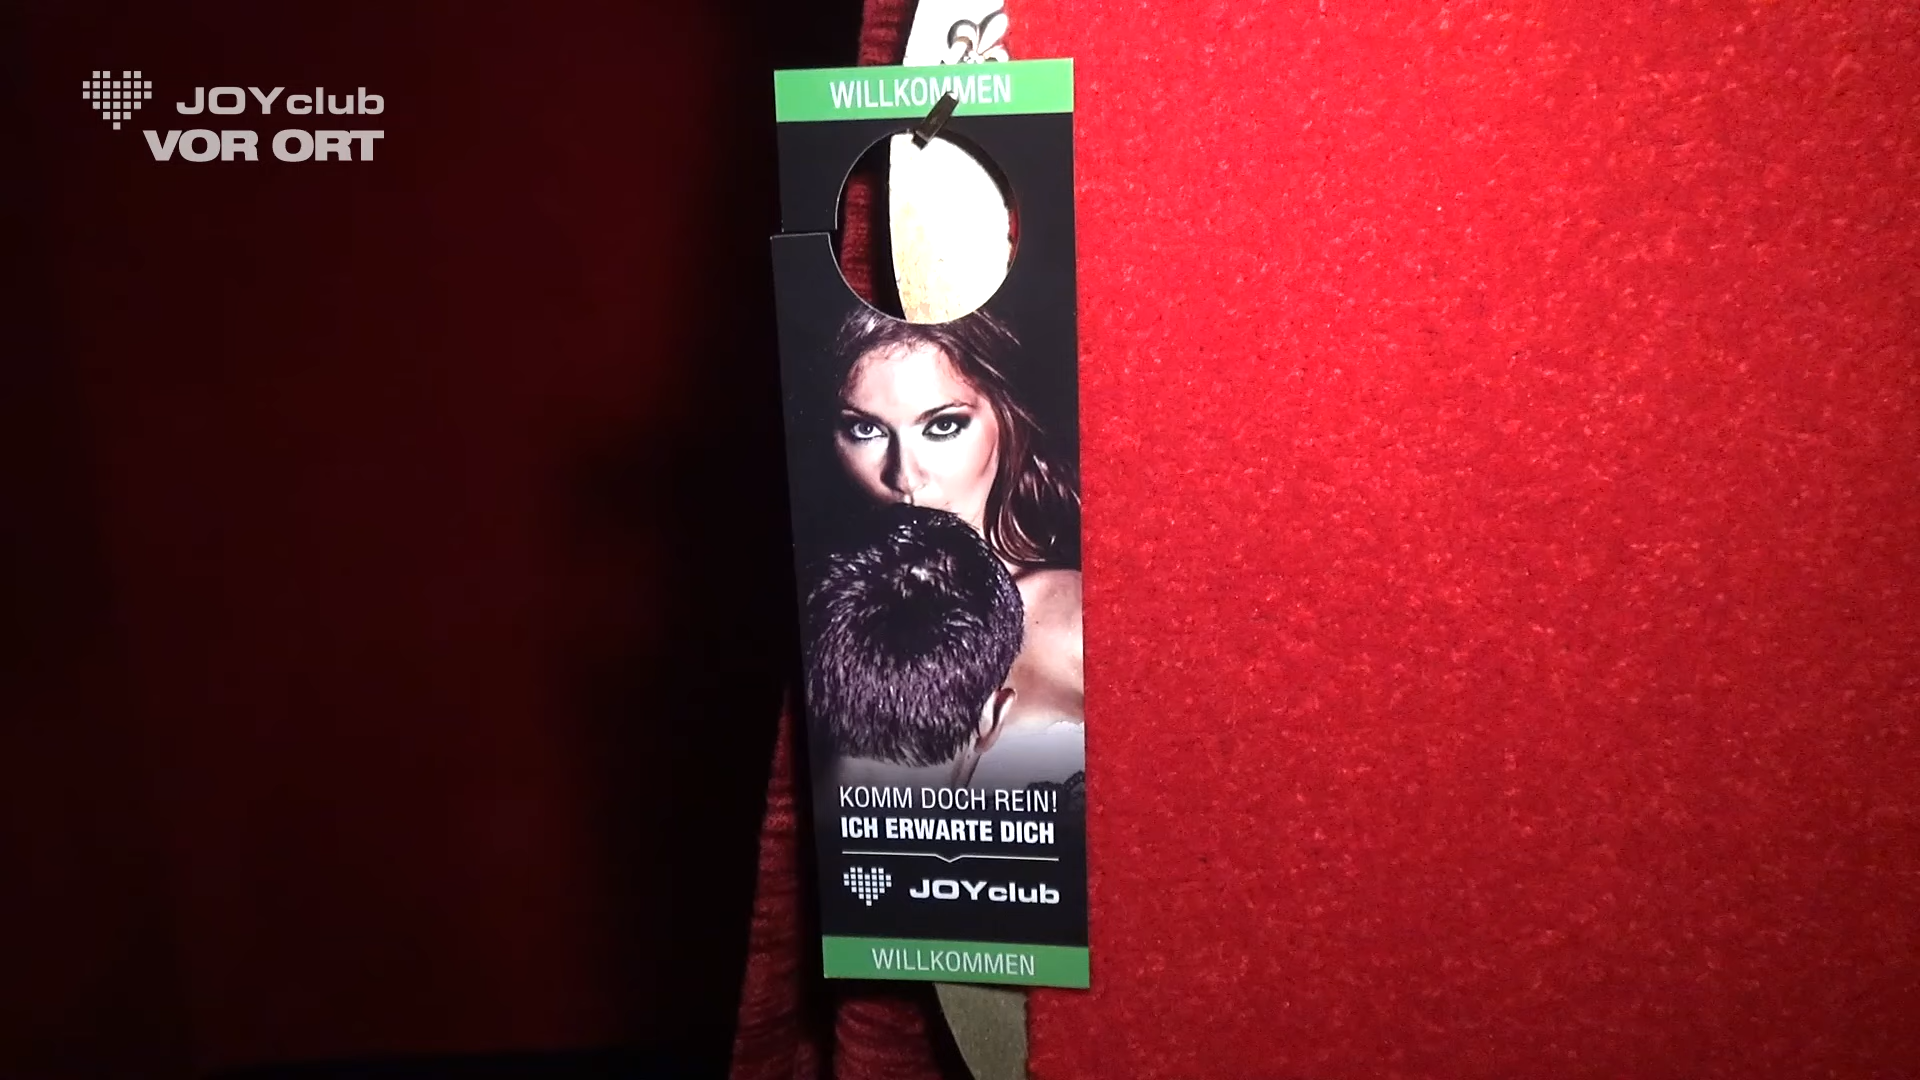 JOYclub
VOR ORT
WILLKOMMEN
KOMM DOCH REIN!
ICH ERWARTE DICH
JOYclub
WILLKOMMEN